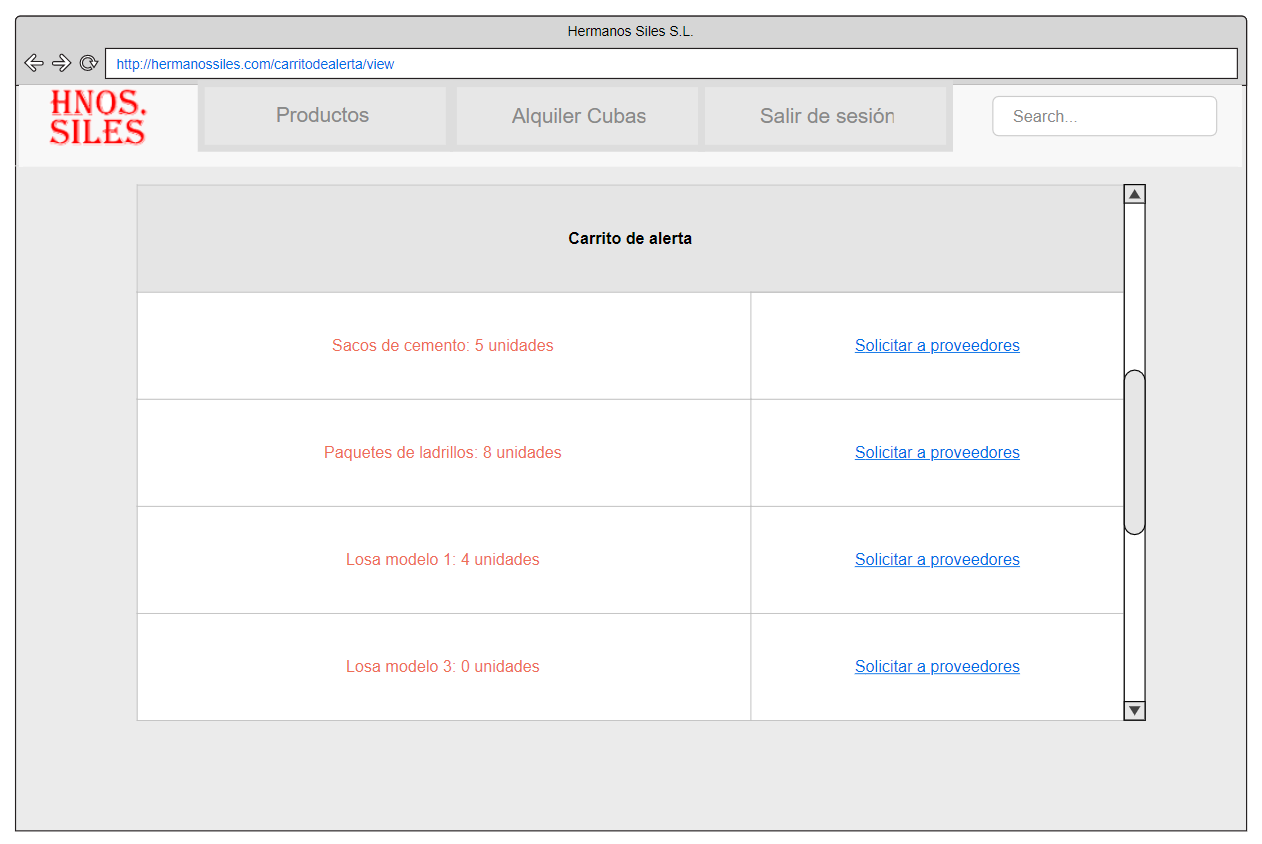 Hermanos Siles S.L.
http://hermanossiles.com/carritodealerta/view
HNOS.
SILES
Productos
Alquiler Cubas
Salir de sesión
Search...
Carrito de alerta
Sacos de cemento: 5 unidades
Solicitar a proveedores
Paquetes de ladrillos: 8 unidades
Solicitar a proveedores
Losa modelo 1: 4 unidades
Solicitar a proveedores
Losa modelo 3: 0 unidades
Solicitar a proveedores